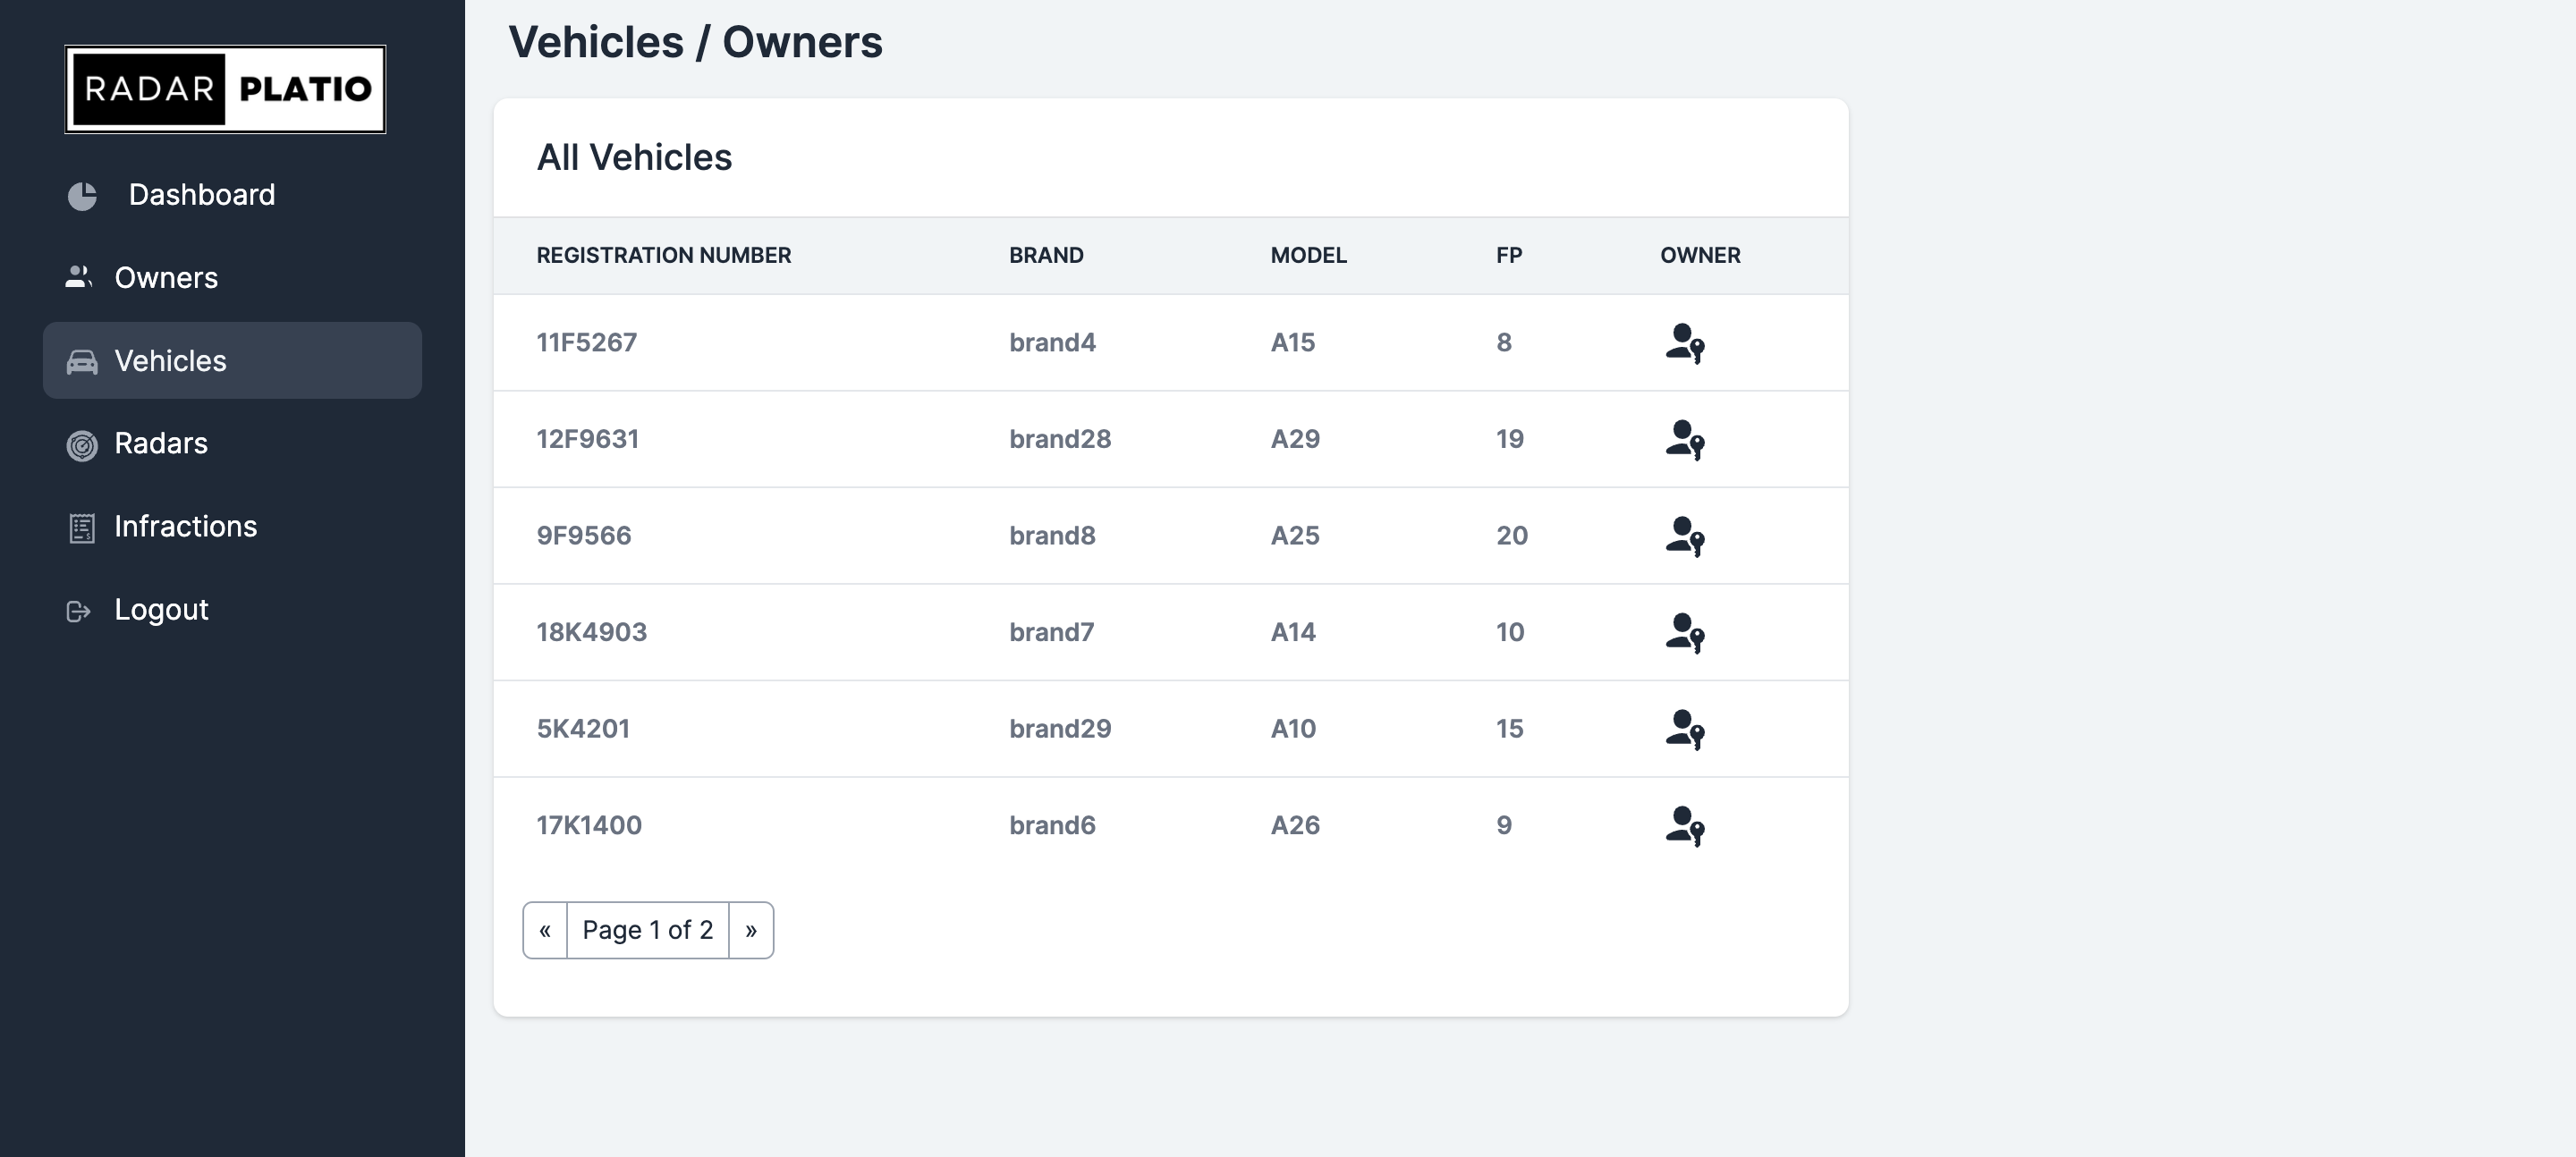 RADAR PLATIO
Dashboard
Owners
Vehicles
Radars
Infractions
Logout
Vehicles / Owners
All Vehicles
REGISTRATION NUMBER BRAND MODEL FP OWNER
11F5267 brand4 A15 8
12F9631 brand28 A29 19
9F9566 brand8 A25 20
18K4903 brand7 A14 10
5K4201 brand29 A10 15
17K1400 brand6 A26 9
« Page 1 of 2 »